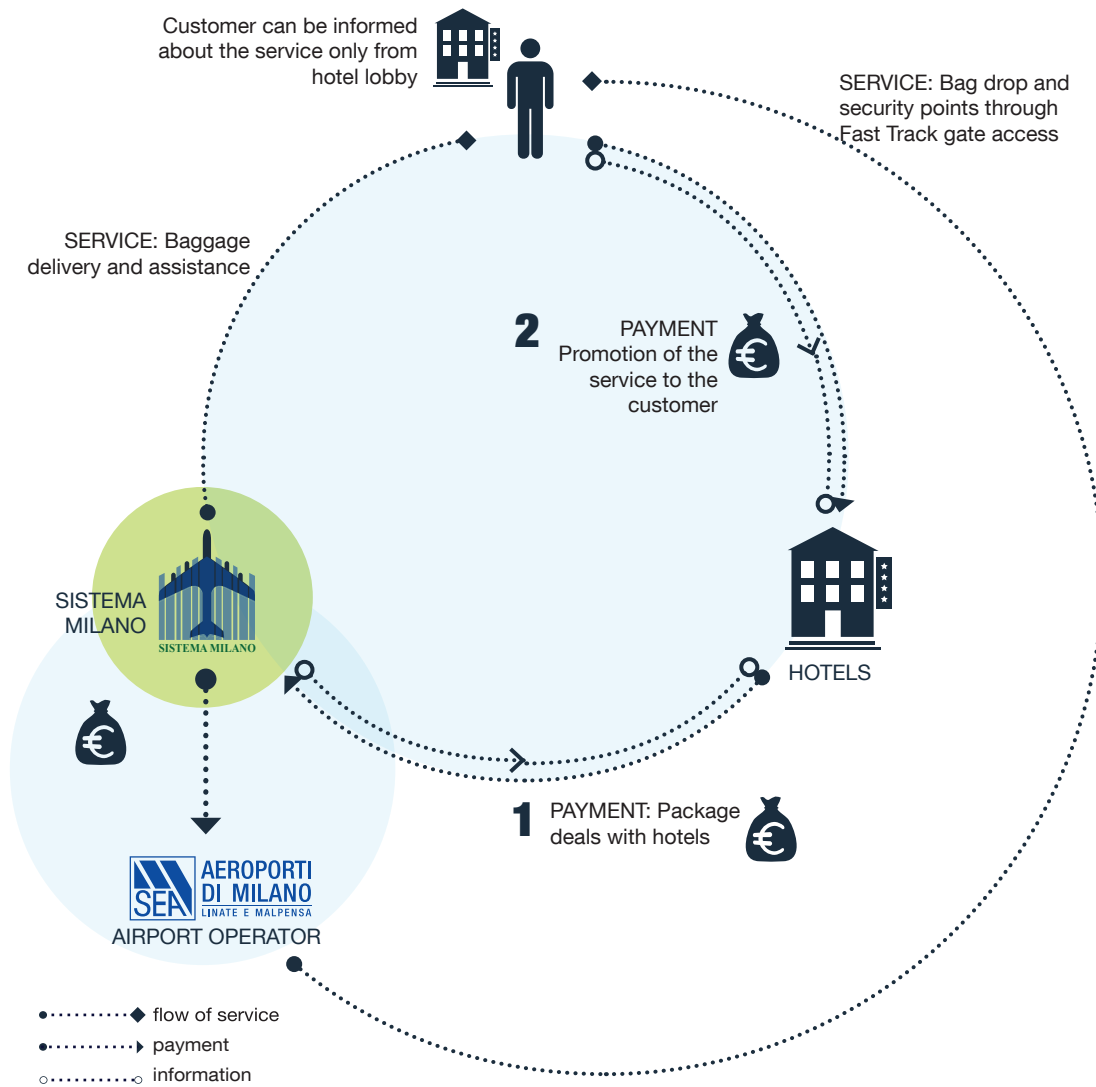 Customer can be informed
about the service only from
hotel lobby
SERVICE: Bag drop and
security points through
Fast Track gate access
SERVICE: Baggage
delivery and assistance
2 PAYMENT
Promotion of the
service to the
customer
€
SISTEMA
MILANO
SISTEMA MILANO
HOTELS
€
1 PAYMENT: Package
deals with hotels
€
SEA
AEROPORTI
DI MILANO
LINATE E MALPENSA
AIRPORT OPERATOR
flow of service
payment
information